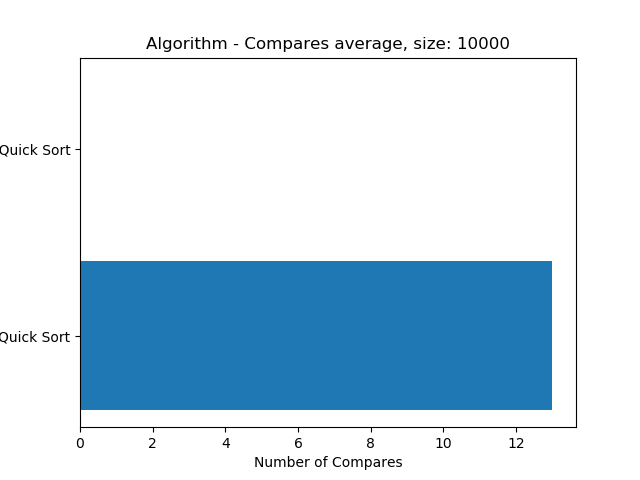 Algorithm - Compares average, size: 10000
Quick Sort
Quick Sort
0 2 4 6 8 10 12
Number of Compares